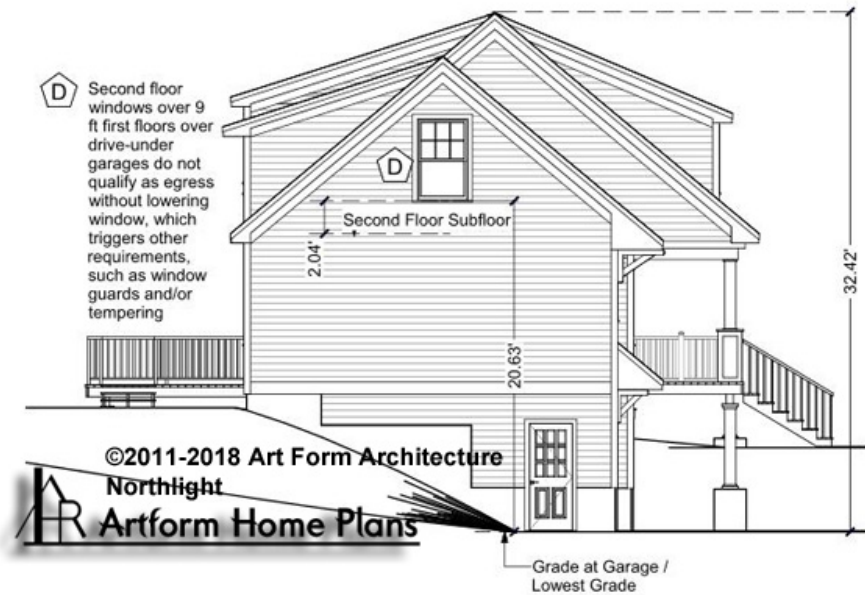 D
Second floor
windows over 9
ft first floors over
drive-under
garages do not
qualify as egress
without lowering
window, which
triggers other
requirements,
such as window
guards and/or
tempering
D
Second Floor Subfloor
2.04'
20.63'
32.42'
©2011-2018 Art Form Architecture
Northlight
Artform Home Plans
Grade at Garage /
Lowest Grade